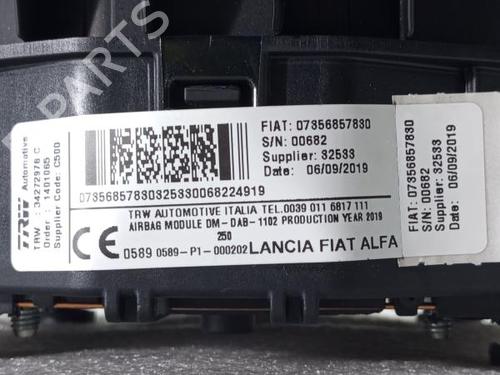 B-PARTS
TRW Automotive
TRW : 34272978 C
Order : 1401065
Supplier Code: C500
FIAT: 07356857830
S/N: 00682
Supplier: 32533
Date: 06/09/2019
07356857830325330068224919
TRW AUTOMOTIVE ITALIA TEL.0039 011 6817 111
AIRBAG MODULE DM-DAB-1102 PRODUCTION YEAR 2019
250
CE 0589 0589-P1-000202 LANCIA FIAT ALFA
FIAT: 07356857830
S/N: 00682
Supplier: 32533
Date: 06/09/2019